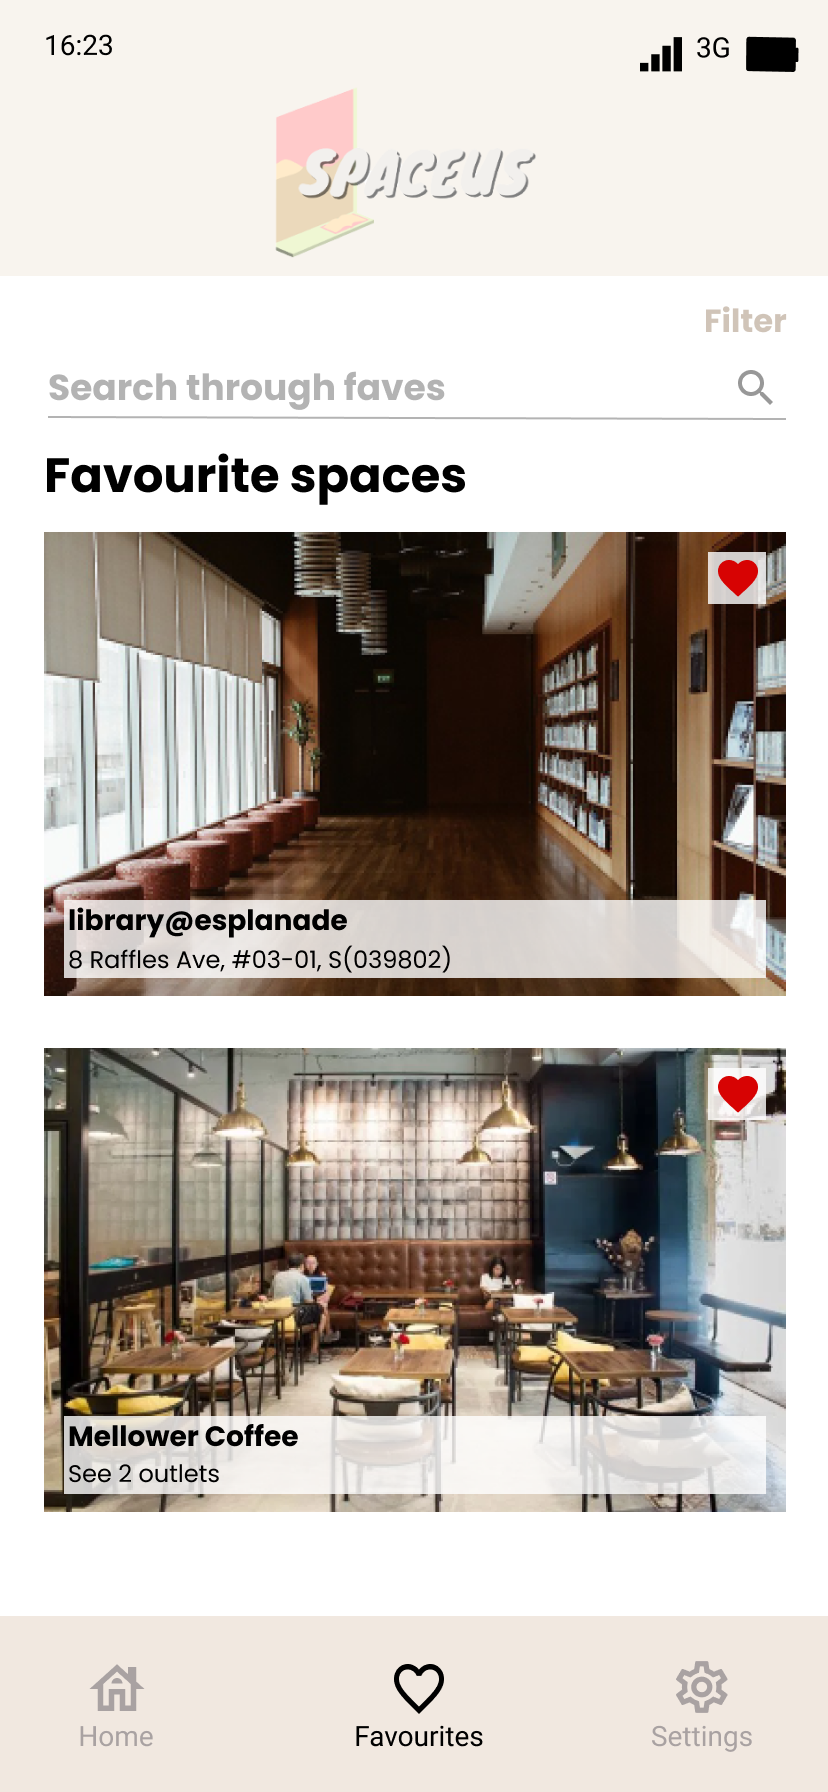 16:23
3G
SPACEUS
Filter
Search through faves
Favourite spaces
EXIT
library@esplanade
8 Raffles Ave, #03-01, S(039802)
Mellower Coffee
See 2 outlets
Home
Favourites
Settings